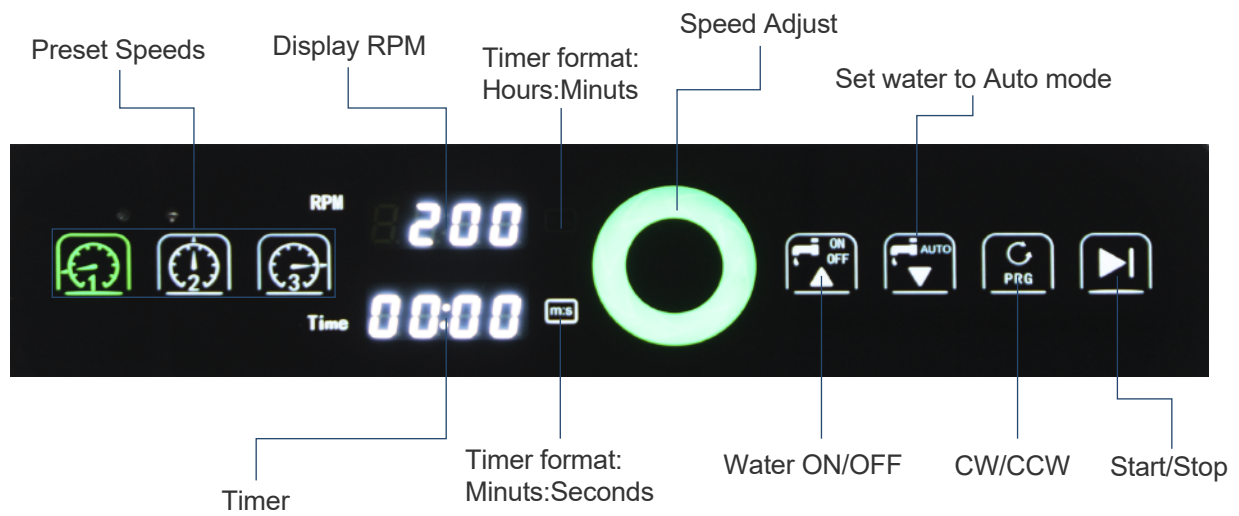 Speed Adjust
Preset Speeds
Display RPM
Timer format:
Hours:Minuts
Set water to Auto mode
RPM
200
ON
OFF
AUTO
1
2
3
PRG
Time
00:00
m:s
Timer
Timer format:
Minuts:Seconds
Water ON/OFF
CW/CCW
Start/Stop